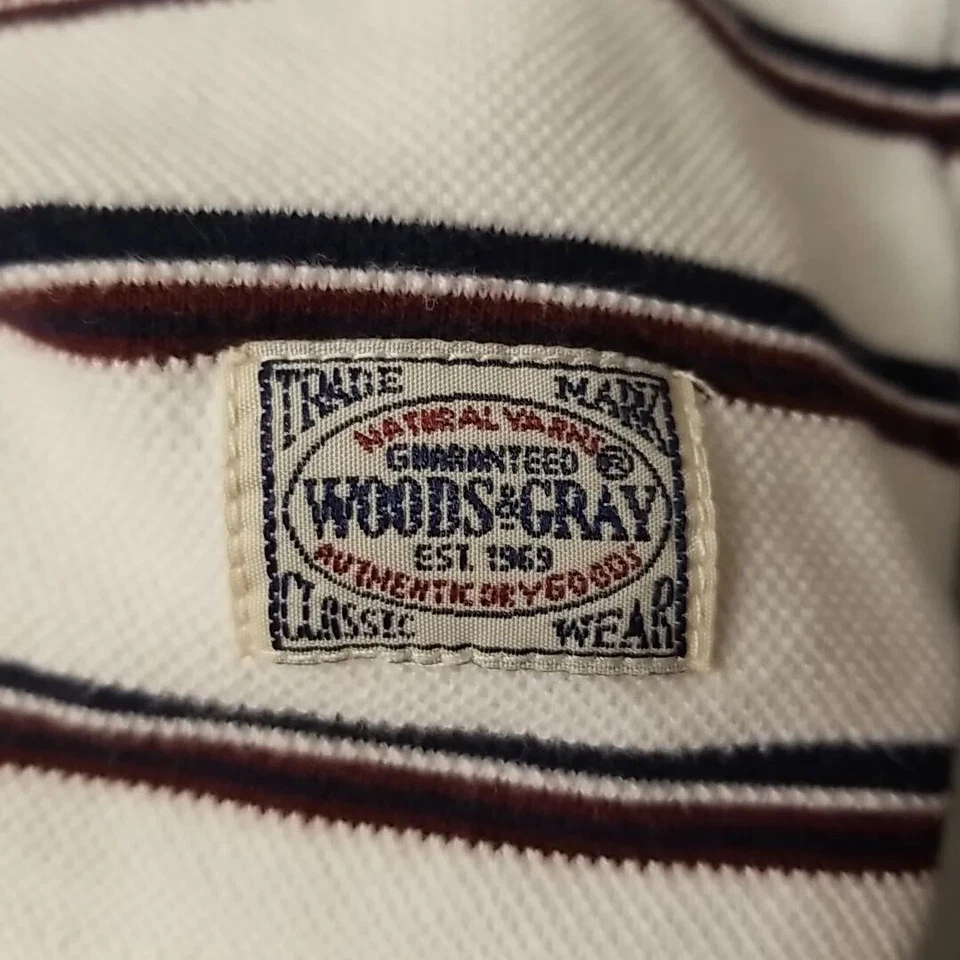 TRADE MARK
NATURAL YARNS
GUARANTEED ®
WOODS & GRAY
EST. 1969
AUTHENTIC DRY GOODS
CLASSIC WEAR